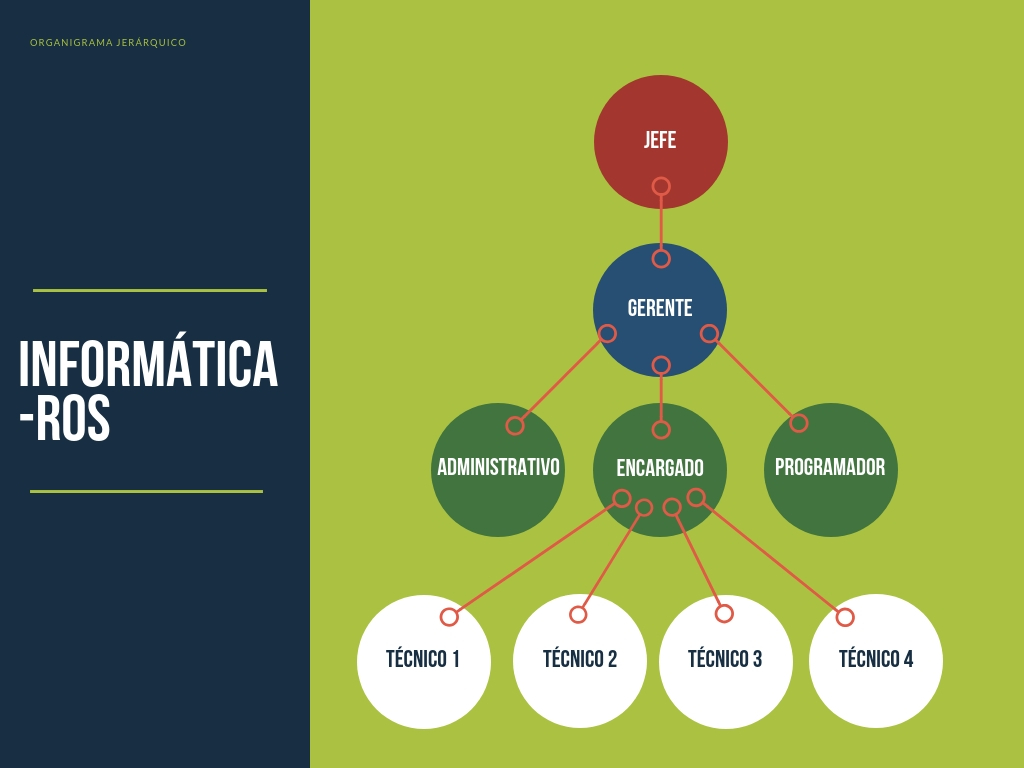 ORGANIGRAMA JERÁRQUICO
INFORMÁTICA
-ROS
JEFE
GERENTE
ADMINISTRATIVO
ENCARGADO
PROGRAMADOR
TÉCNICO 1
TÉCNICO 2
TÉCNICO 3
TÉCNICO 4